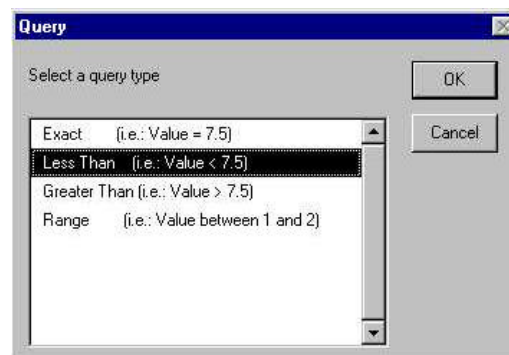 Query
Select a query type
OK
Cancel
Exact (i.e.: Value = 7.5)
Less Than (i.e.: Value < 7.5)
Greater Than (i.e.: Value > 7.5)
Range (i.e.: Value between 1 and 2)